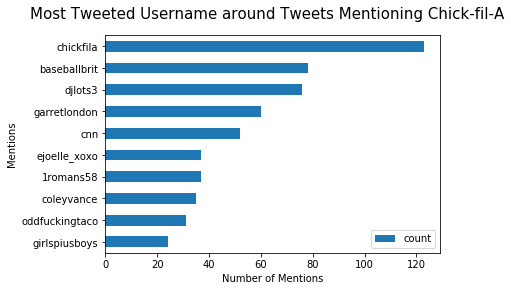 Most Tweeted Username around Tweets Mentioning Chick-fil-A
chickfila
baseballbrit
djlots3
garretlondon
cnn
ejoelle_xoxo
1romans58
coleyvance
oddfuckingtaco
girlspiusboys
Mentions
count
0 20 40 60 80 100 120
Number of Mentions